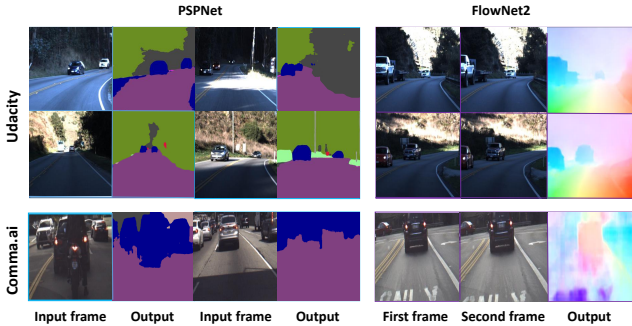 PSPNet
FlowNet2
Udacity
Comma.ai
Input frame
Output
Input frame
Output
First frame
Second frame
Output